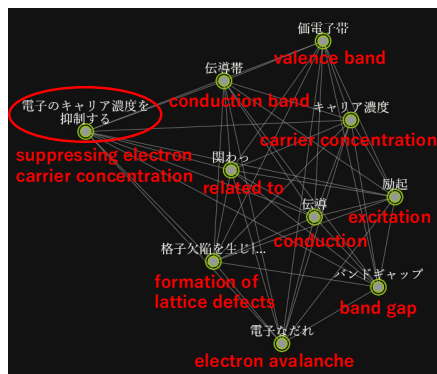 価電子帯
valence band
伝導帯
conduction band
キャリア濃度
carrier concentration
電子のキャリア濃度を
抑制する
suppressing electron
carrier concentration
関わっ
related to
励起
excitation
伝導
conduction
格子欠陥を生じ|...
formation of
lattice defects
バンドギャップ
band gap
電子なだれ
electron avalanche